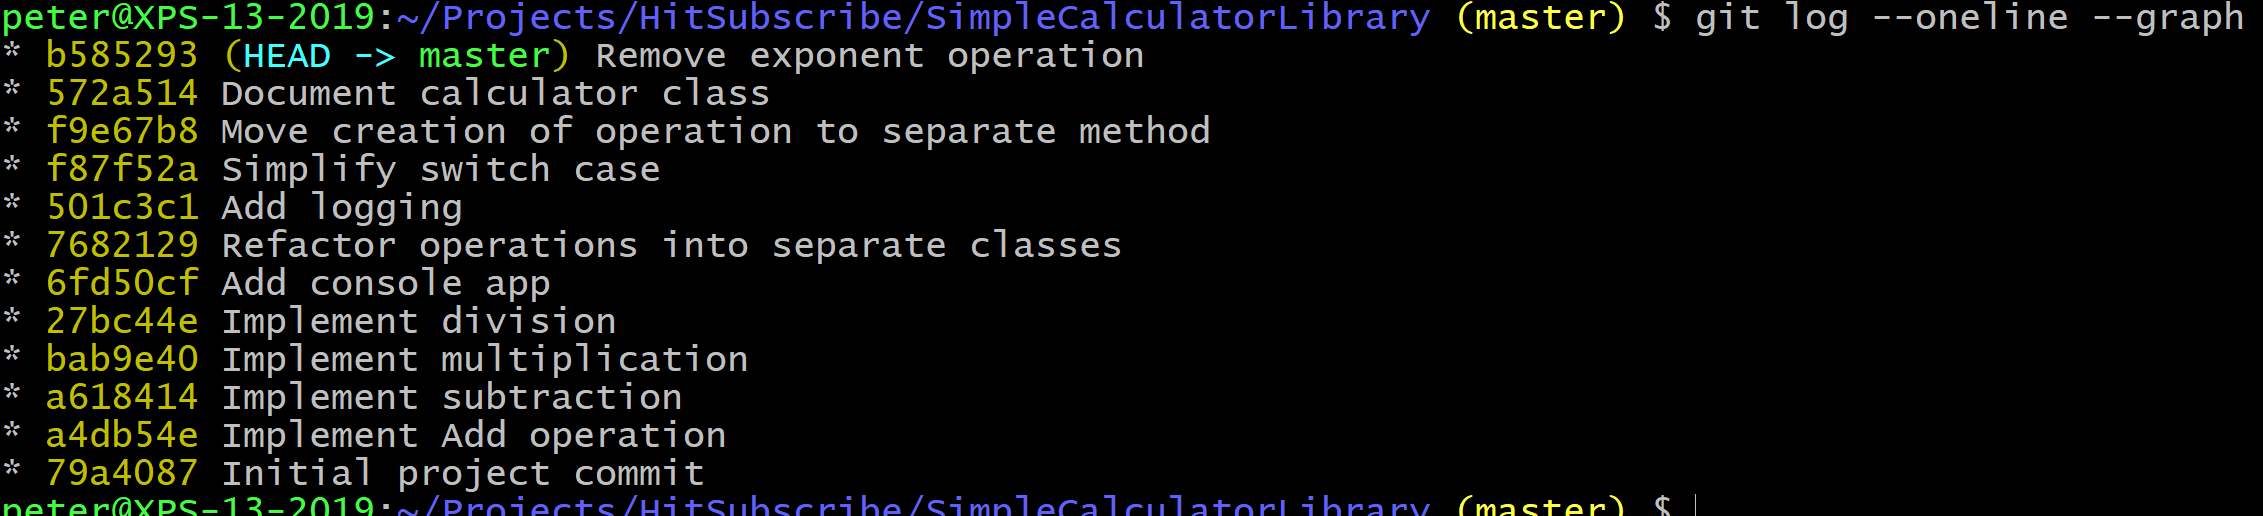 peter@XPS-13-2019:~/Projects/HitSubscribe/SimpleCalculatorLibrary (master) $ git log --oneline --graph
* b585293 (HEAD -> master) Remove exponent operation
* 572a514 Document calculator class
* f9e67b8 Move creation of operation to separate method
* f87f52a Simplify switch case
* 501c3c1 Add logging
* 7682129 Refactor operations into separate classes
* 6fd50cf Add console app
* 27bc44e Implement division
* bab9e40 Implement multiplication
* a618414 Implement subtraction
* a4db54e Implement Add operation
* 79a4087 Initial project commit
peter@XPS-13-2019:~/Projects/HitSubscribe/SimpleCalculatorLibrary (master) $